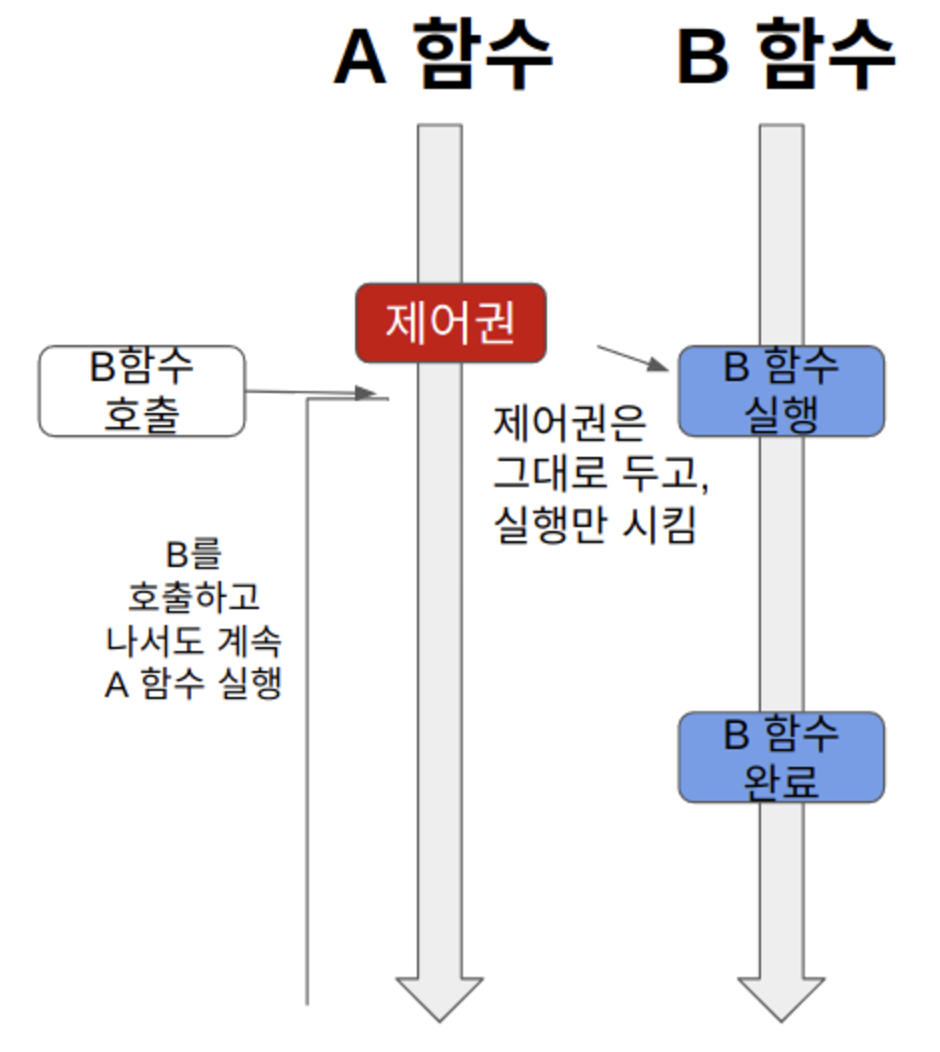 A 함수
B 함수
제어권
B함수
호출
B 함수
실행
제어권은
그대로 두고,
실행만 시킴
B를
호출하고
나서도 계속
A 함수 실행
B 함수
완료